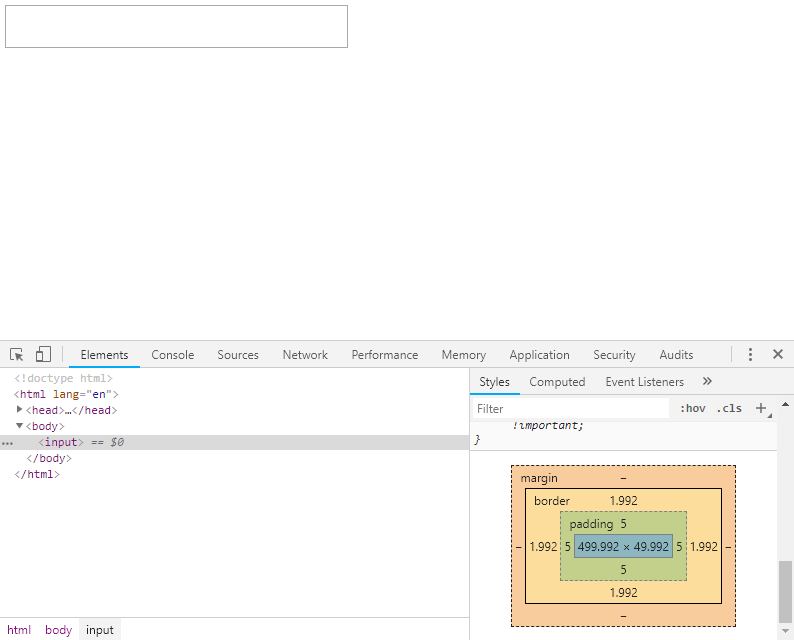 Elements Console Sources Network Performance Memory Application Security Audits
<!doctype html>
<html lang="en">
<head>…</head>
<body>
<input> == $0
</body>
</html>
html body input
Styles Computed Event Listeners »
Filter :hov .cls +
!important;
}
margin –
border 1.992
padding 5
– 1.992 5 499.992 × 49.992 5 1.992 –
5
1.992
–